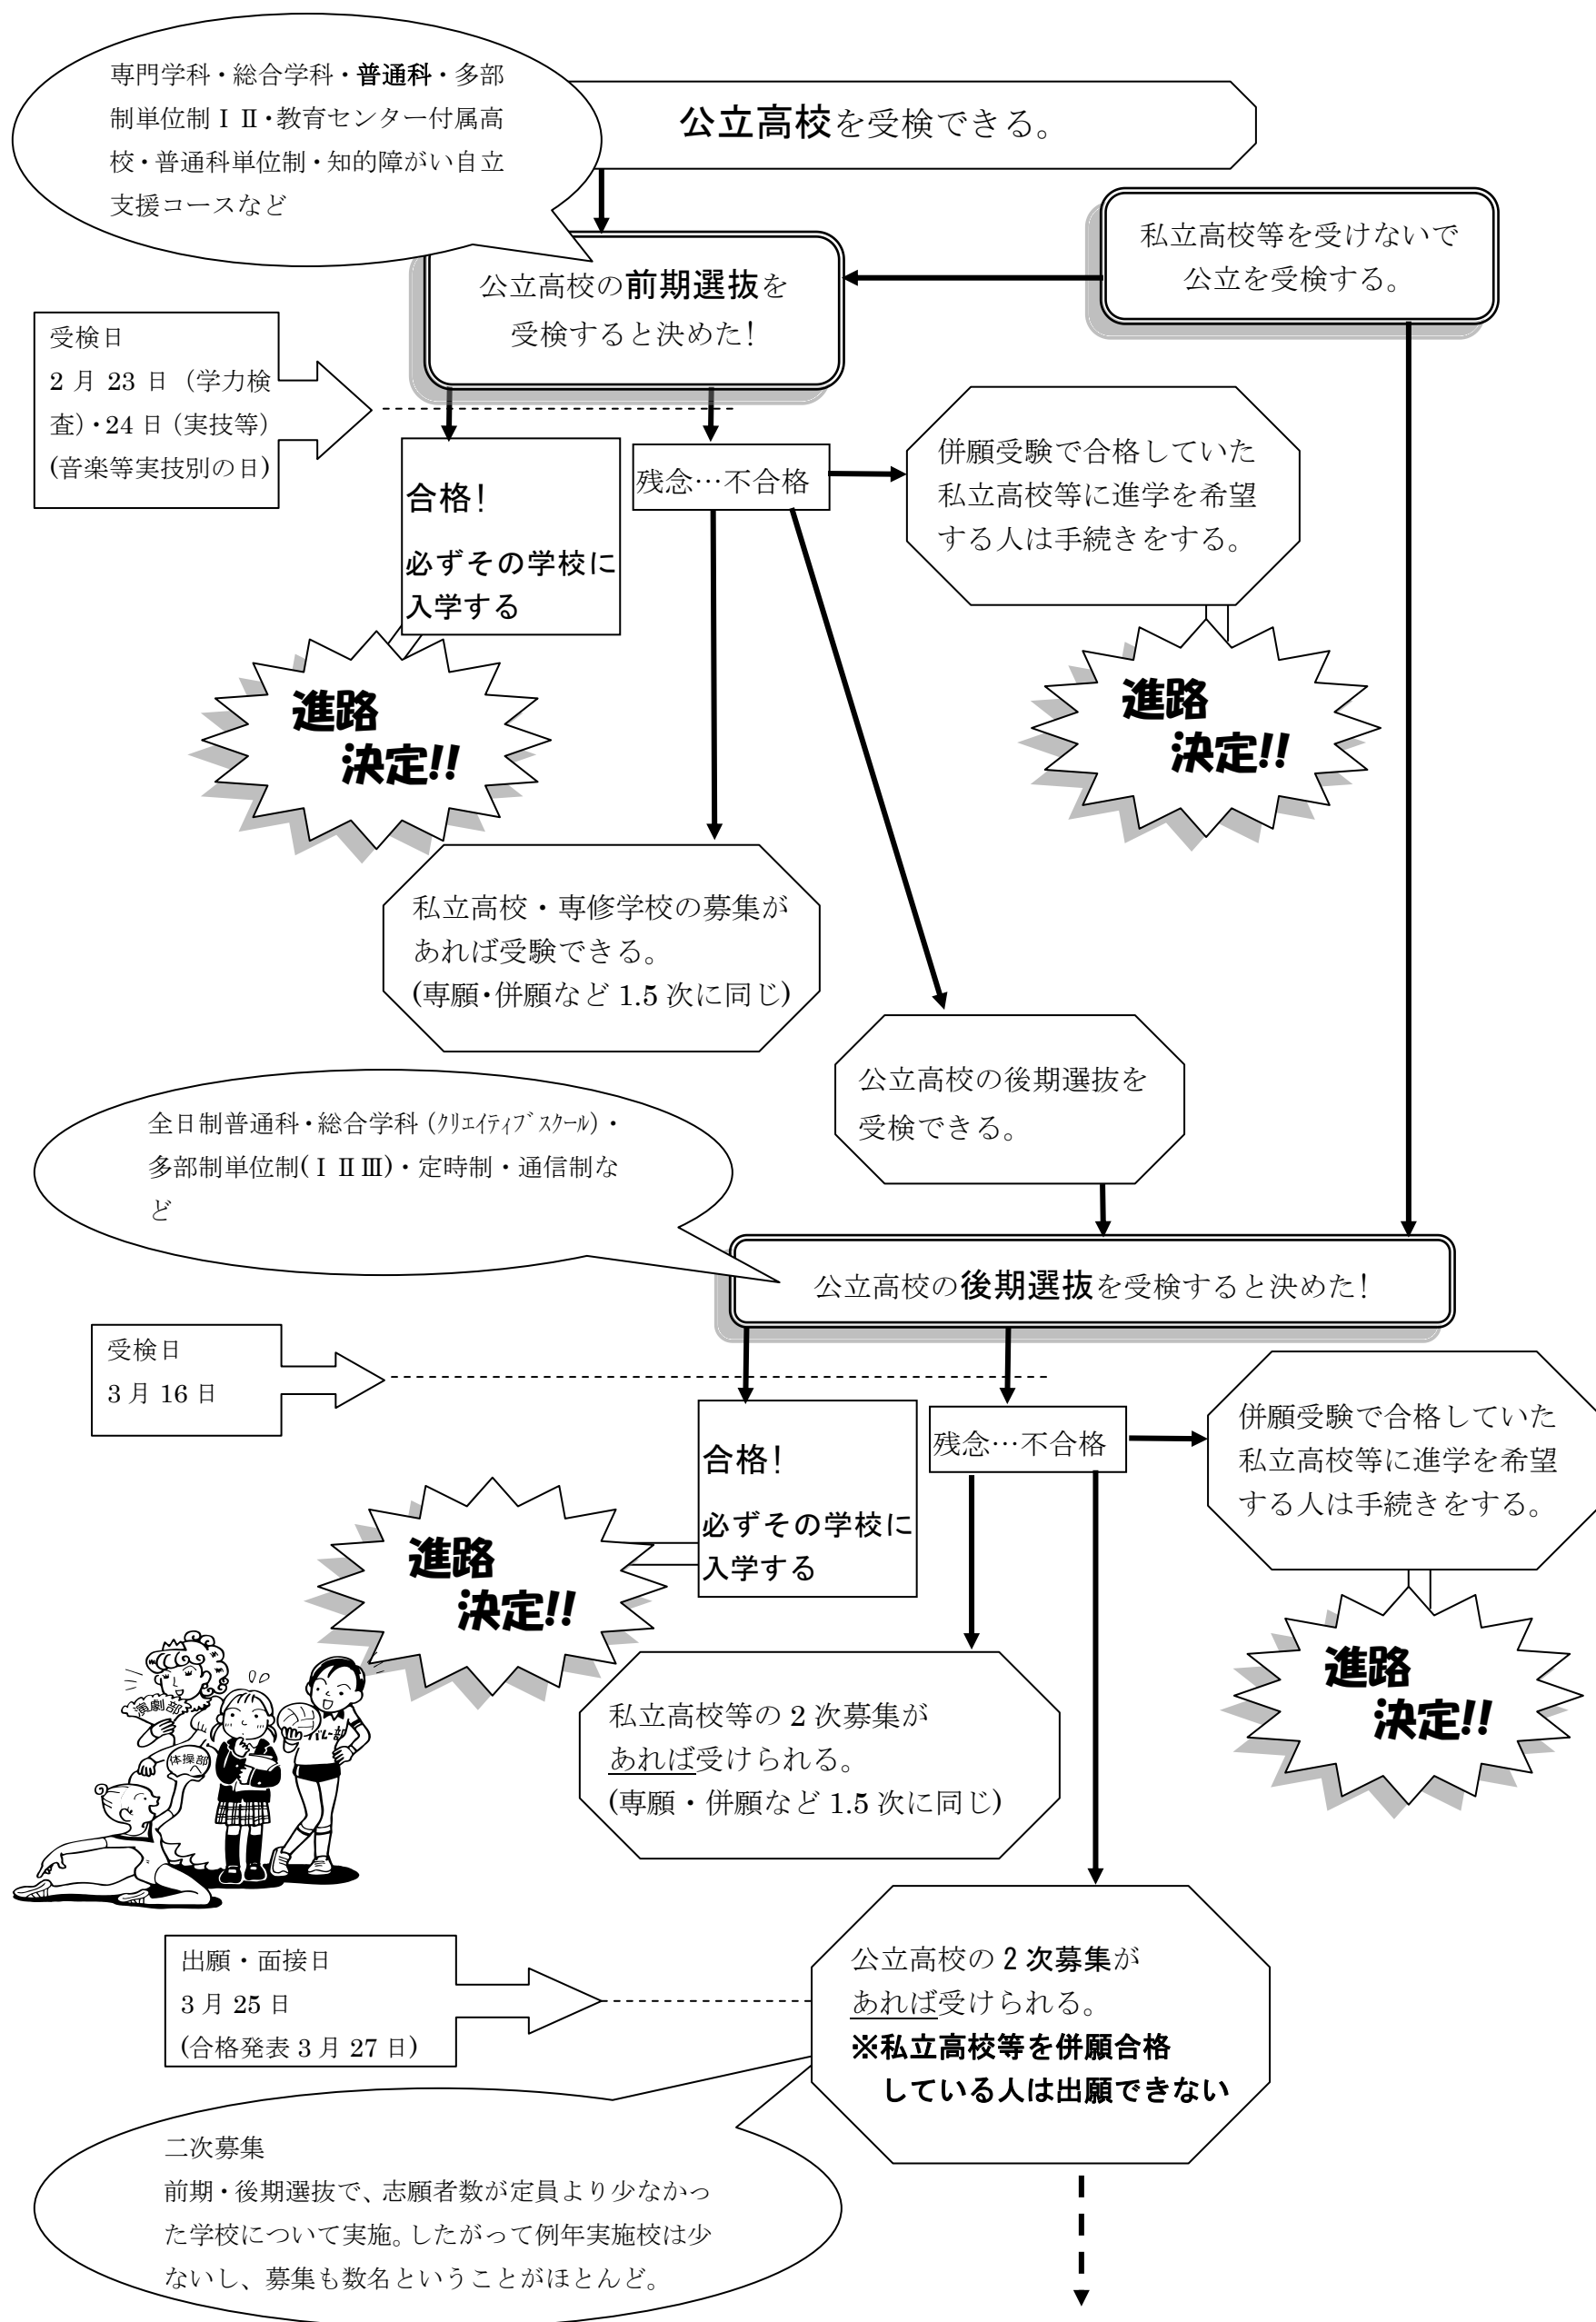 専門学科・総合学科・普通科・多部
制単位制ⅠⅡ・教育センター付属高
校・普通科単位制・知的障がい自立
支援コースなど
公立高校を受検できる。
私立高校等を受けないで
公立を受検する。
公立高校の前期選抜を
受検すると決めた！
受検日
2 月 23 日（学力検
査）・24 日（実技等）
(音楽等実技別の日)
合格！
必ずその学校に
入学する
残念…不合格
併願受験で合格していた
私立高校等に進学を希望
する人は手続きをする。
進路
決定!!
進路
決定!!
私立高校・専修学校の募集が
あれば受験できる。
(専願・併願など 1.5 次に同じ)
公立高校の後期選抜を
受検できる。
全日制普通科・総合学科（ｸﾘｴｲﾃｨﾌﾞｽｸｰﾙ）・
多部制単位制(ⅠⅡⅢ)・定時制・通信制な
ど
公立高校の後期選抜を受検すると決めた！
受検日
3 月 16 日
合格！
必ずその学校に
入学する
残念…不合格
併願受験で合格していた
私立高校等に進学を希望
する人は手続きをする。
進路
決定!!
進路
決定!!
演劇部
体操部
へ
バレー部
私立高校等の 2 次募集が
あれば受けられる。
(専願・併願など 1.5 次に同じ)
出願・面接日
3 月 25 日
(合格発表 3 月 27 日)
公立高校の 2 次募集が
あれば受けられる。
※私立高校等を併願合格
している人は出願できない
二次募集
前期・後期選抜で、志願者数が定員より少なかっ
た学校について実施。したがって例年実施校は少
ないし、募集も数名ということがほとんど。